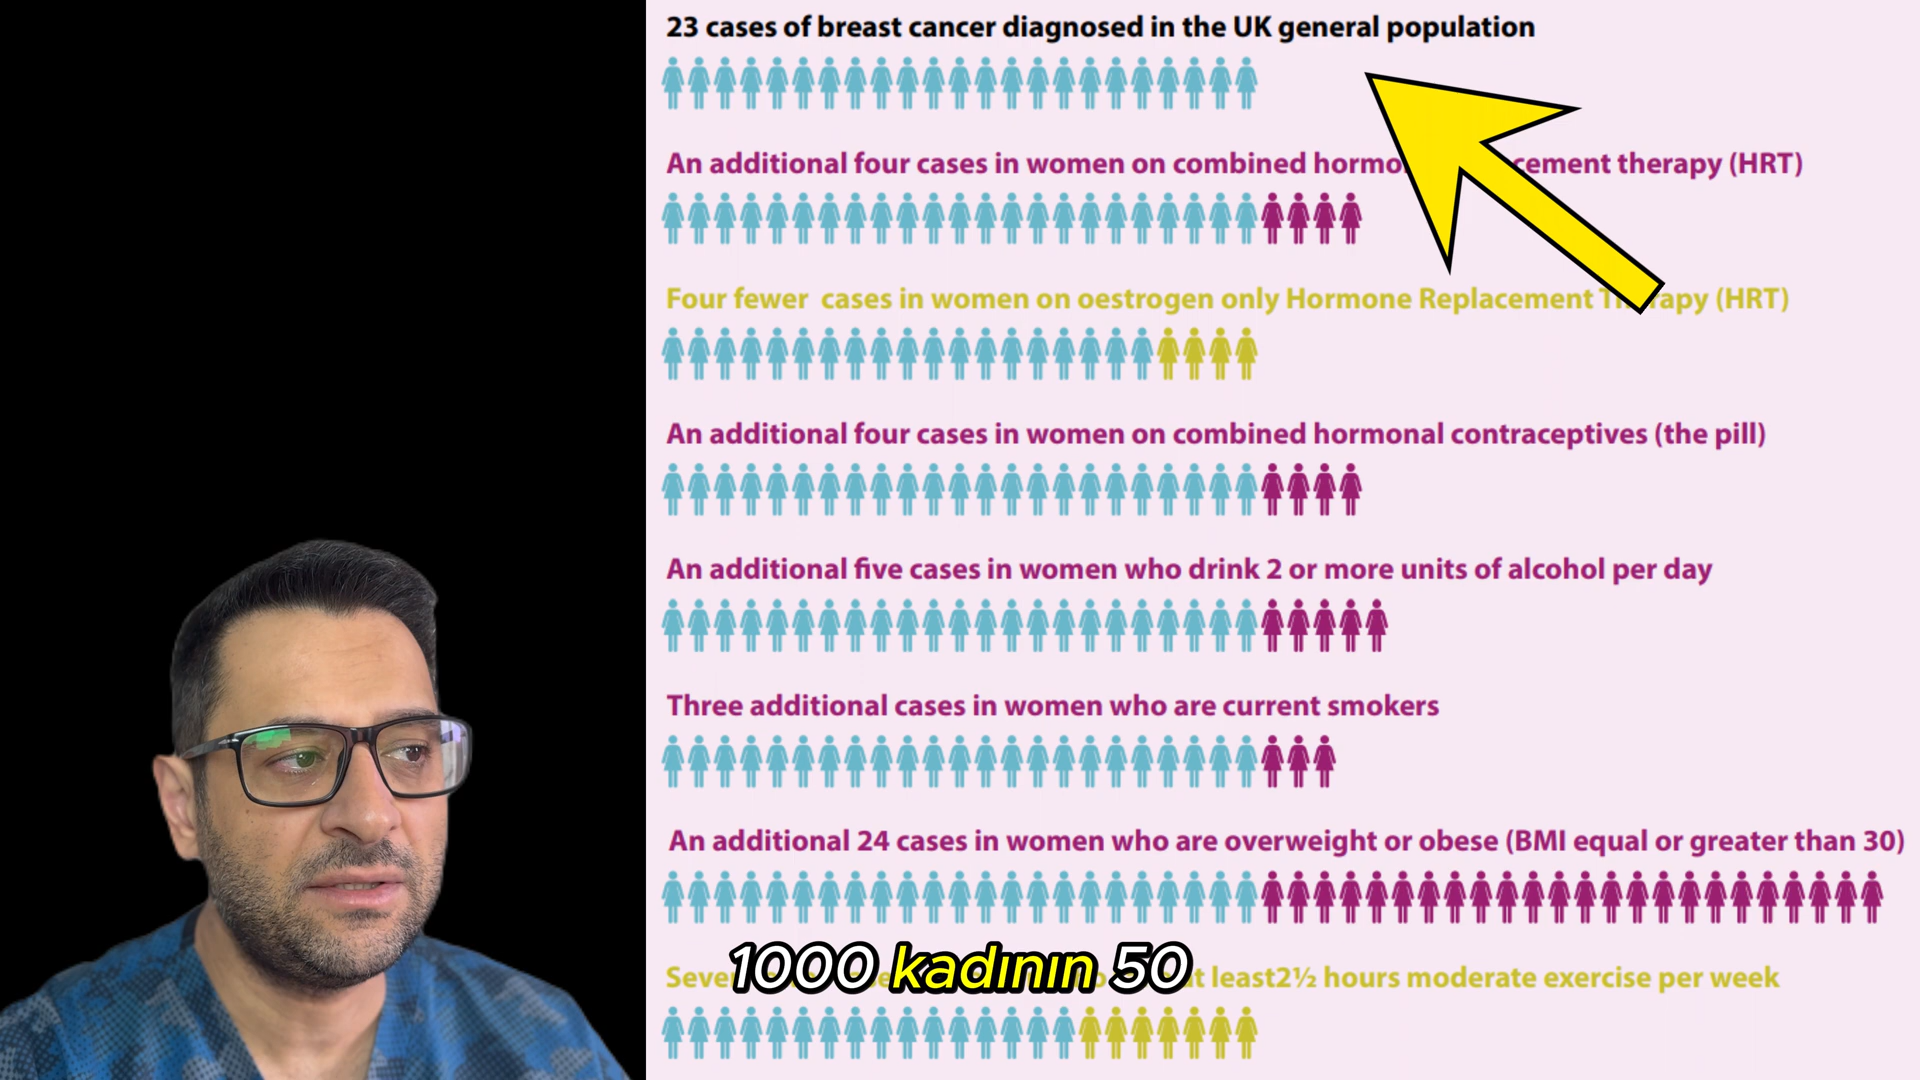 23 cases of breast cancer diagnosed in the UK general population
An additional four cases in women on combined cement therapy (HRT)
Four fewer cases in women on oestrogen only Hormone Replacement (HRT)
An additional four cases in women on combined hormonal contraceptives (the pill)
An additional five cases in women who drink 2 or more units of alcohol per day
Three additional cases in women who are current smokers
An additional 24 cases in women who are overweight or obese (BMI equal or greater than 30)
1000 kadının 50
least2½ hours moderate exercise per week